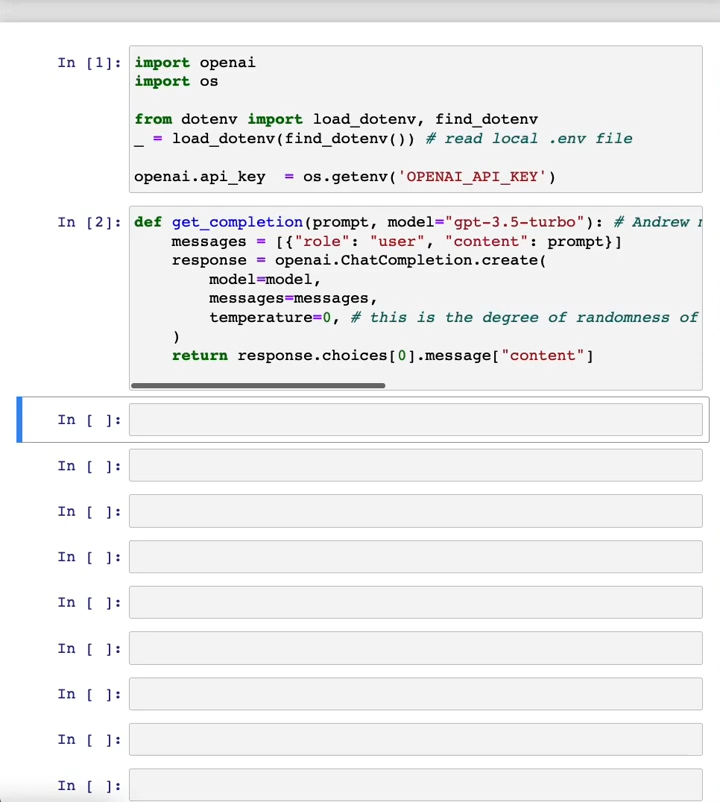 In [1]: import openai
import os
from dotenv import load_dotenv, find_dotenv
_ = load_dotenv(find_dotenv()) # read local .env file
openai.api_key  = os.getenv('OPENAI_API_KEY')
In [2]: def get_completion(prompt, model="gpt-3.5-turbo"): # Andrew
messages = [{"role": "user", "content": prompt}]
response = openai.ChatCompletion.create(
model=model,
messages=messages,
temperature=0, # this is the degree of randomness of
)
return response.choices[0].message["content"]
In [ ]:
In [ ]:
In [ ]:
In [ ]:
In [ ]:
In [ ]:
In [ ]:
In [ ]:
In [ ]: